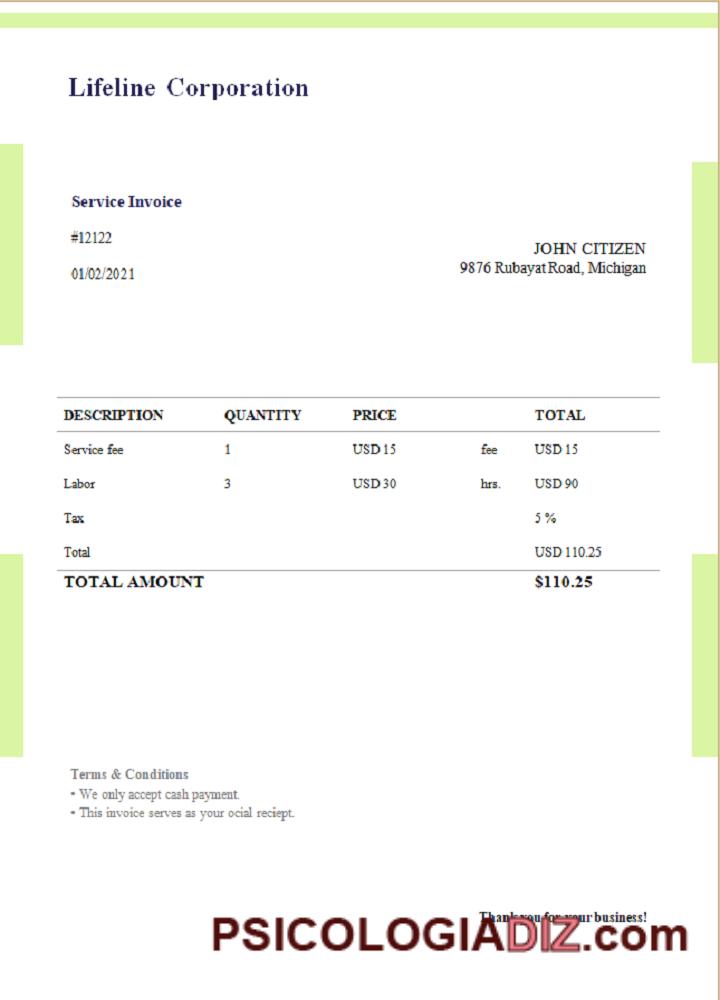 Lifeline Corporation
Service Invoice
#12122
01/02/2021
JOHN CITIZEN
9876 Rubayat Road, Michigan
DESCRIPTION QUANTITY PRICE TOTAL
Service fee 1 USD 15 fee USD 15
Labor 3 USD 30 hrs. USD 90
Tax 5 %
Total USD 110.25
TOTAL AMOUNT $110.25
Terms & Conditions
• We only accept cash payment.
• This invoice serves as your ocial reciept.
Thank you for your business!
PSICOLOGIADIZ.com